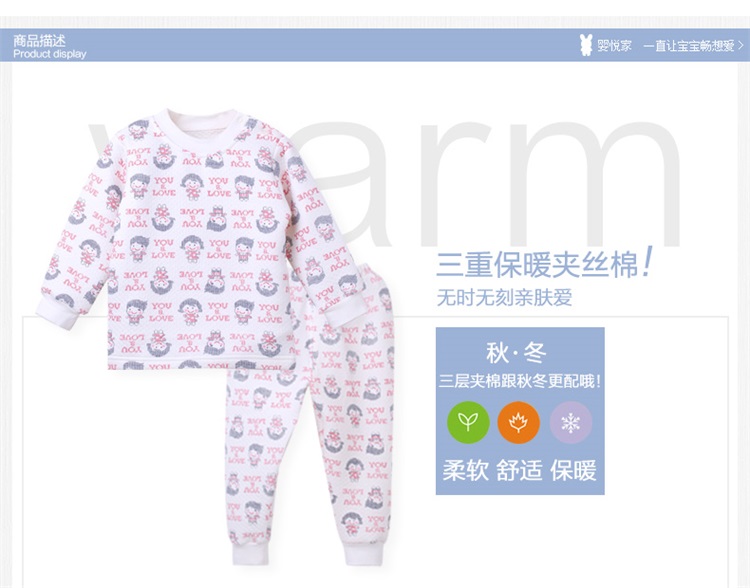 商品描述
Product display
婴悦家 一直让宝宝畅想爱
warm
三重保暖夹丝棉!
无时无刻亲肤爱
秋·冬
三层夹棉跟秋冬更配哦!
柔软 舒适 保暖
YOU & LOVE